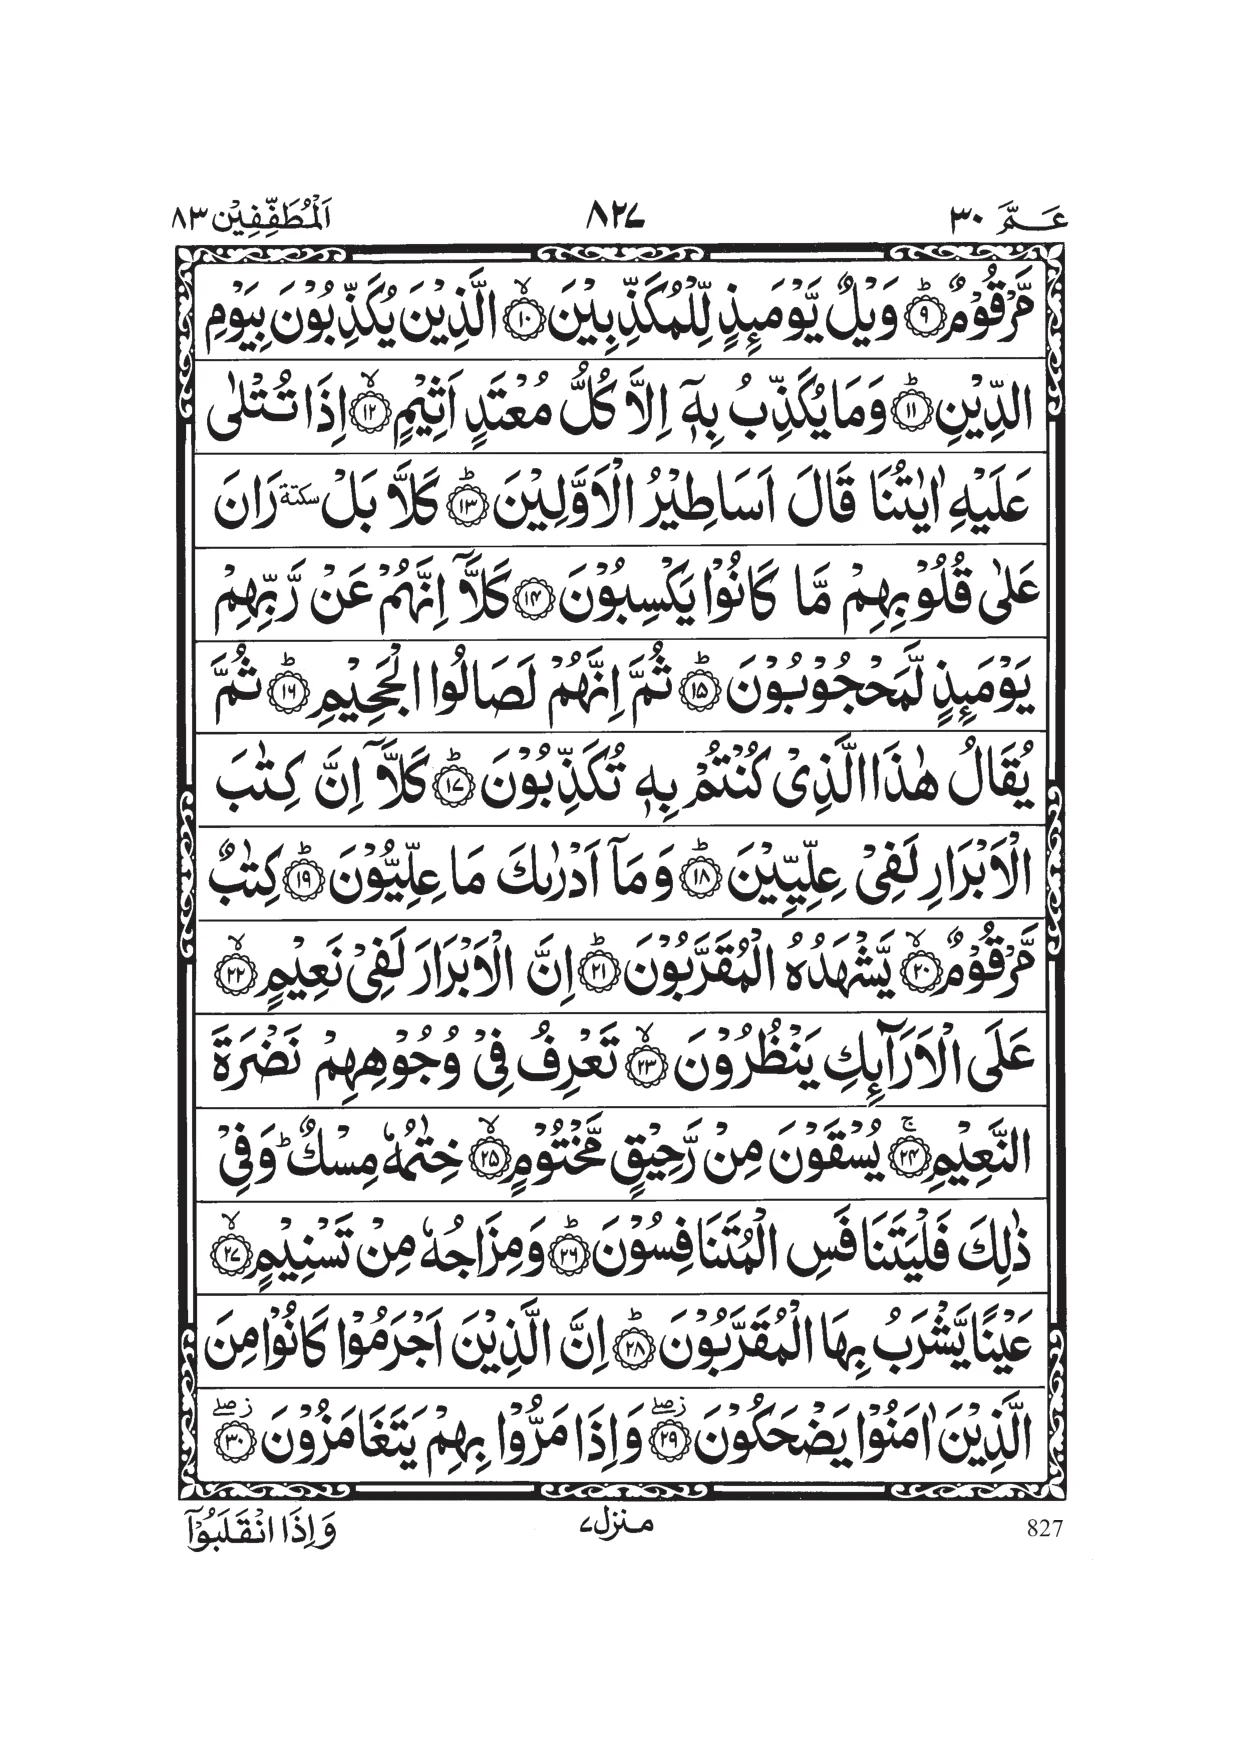 عَـمَّ ٣٠
٨٢٧
اَلْمُطَفِّفِيْن ٨٣
مَّرْقُوْمٌ ؕ‏﴿٩﴾ وَيْلٌ يَّوْمَئِذٍ لِّلْمُكَذِّبِيْنَ ۙ‏﴿١٠﴾ الَّذِيْنَ يُكَذِّبُوْنَ بِيَوْمِ
الدِّيْنِ ؕ‏﴿١١﴾ وَمَا يُكَذِّبُ بِهٖۤ اِلَّا كُلُّ مُعْتَدٍ اَثِيْمٍ ۙ‏﴿١٢﴾ اِذَا تُتْلٰى
عَلَيْهِ اٰيٰتُنَا قَالَ اَسَاطِيْرُ الْاَوَّلِيْنَ ؕ‏﴿١٣﴾ كَلَّا بَلْ سكتة رَانَ
عَلٰى قُلُوْبِهِمْ مَّا كَانُوْا يَكْسِبُوْنَ ﴿١٤﴾ كَلَّاۤ اِنَّهُمْ عَنْ رَّبِّهِمْ
يَوْمَئِذٍ لَّمَحْجُوْبُوْنَ ؕ‏﴿١٥﴾ ثُمَّ اِنَّهُمْ لَصَالُوا الْجَحِيْمِ ؕ‏﴿١٦﴾ ثُمَّ
يُقَالُ هٰذَا الَّذِىْ كُنْتُمْ بِهٖ تُكَذِّبُوْنَ ؕ‏﴿١٧﴾ كَلَّاۤ اِنَّ كِتٰبَ
الْاَبْرَارِ لَفِىْ عِلِّيِّيْنَ ؕ‏﴿١٨﴾ وَمَاۤ اَدْرٰٮكَ مَا عِلِّيُّوْنَ ؕ‏﴿١٩﴾ كِتٰبٌ
مَّرْقُوْمٌ ۙ‏﴿٢٠﴾ يَّشْهَدُهُ الْمُقَرَّبُوْنَ ؕ‏﴿٢١﴾ اِنَّ الْاَبْرَارَ لَفِىْ نَعِيْمٍ ۙ‏﴿٢٢﴾
عَلَى الْاَرَآئِكِ يَنْظُرُوْنَ ۙ‏﴿٢٣﴾ تَعْرِفُ فِىْ وُجُوْهِهِمْ نَضْرَةَ
النَّعِيْمِ ۚ‏﴿٢٤﴾ يُسْقَوْنَ مِنْ رَّحِيْقٍ مَّخْتُوْمٍ ۙ‏﴿٢٥﴾ خِتٰمُهٗ مِسْكٌ ؕ وَفِىْ
ذٰلِكَ فَلْيَتَنَافَسِ الْمُتَنَافِسُوْنَ ؕ‏﴿٢٦﴾ وَمِزَاجُهٗ مِنْ تَسْنِيْمٍ ۙ‏﴿٢٧﴾
عَيْنًا يَّشْرَبُ بِهَا الْمُقَرَّبُوْنَ ؕ‏﴿٢٨﴾ اِنَّ الَّذِيْنَ اَجْرَمُوْا كَانُوْا مِنَ
الَّذِيْنَ اٰمَنُوْا يَضْحَكُوْنَ زۖ‏﴿٢٩﴾ وَاِذَا مَرُّوْا بِهِمْ يَتَغَامَزُوْنَ زۖ‏﴿٣٠﴾
827
منزل ٧
وَاِذَا انْقَلَبُوْۤا